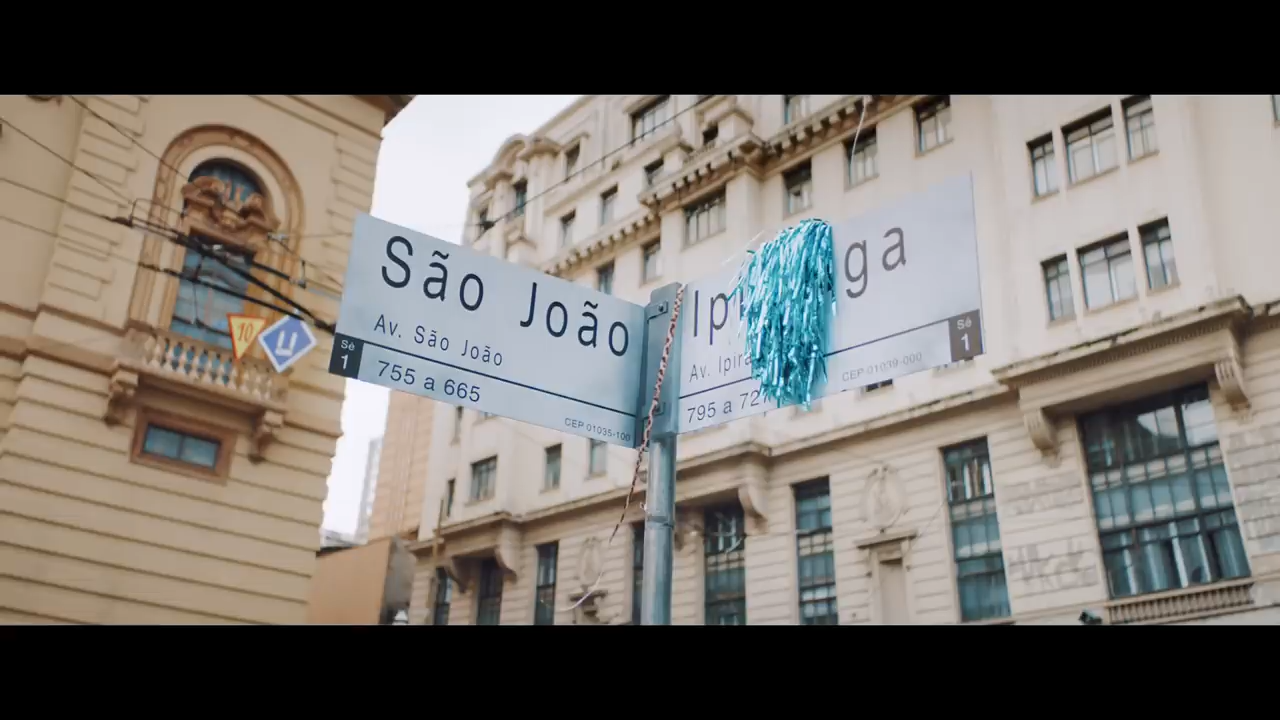 São João
Av. São João
Sé
1
755 a 665
CEP 01035-100
Ip ga
Av. Ipira
795 a 727
CEP 01039-000
Sé
1
10